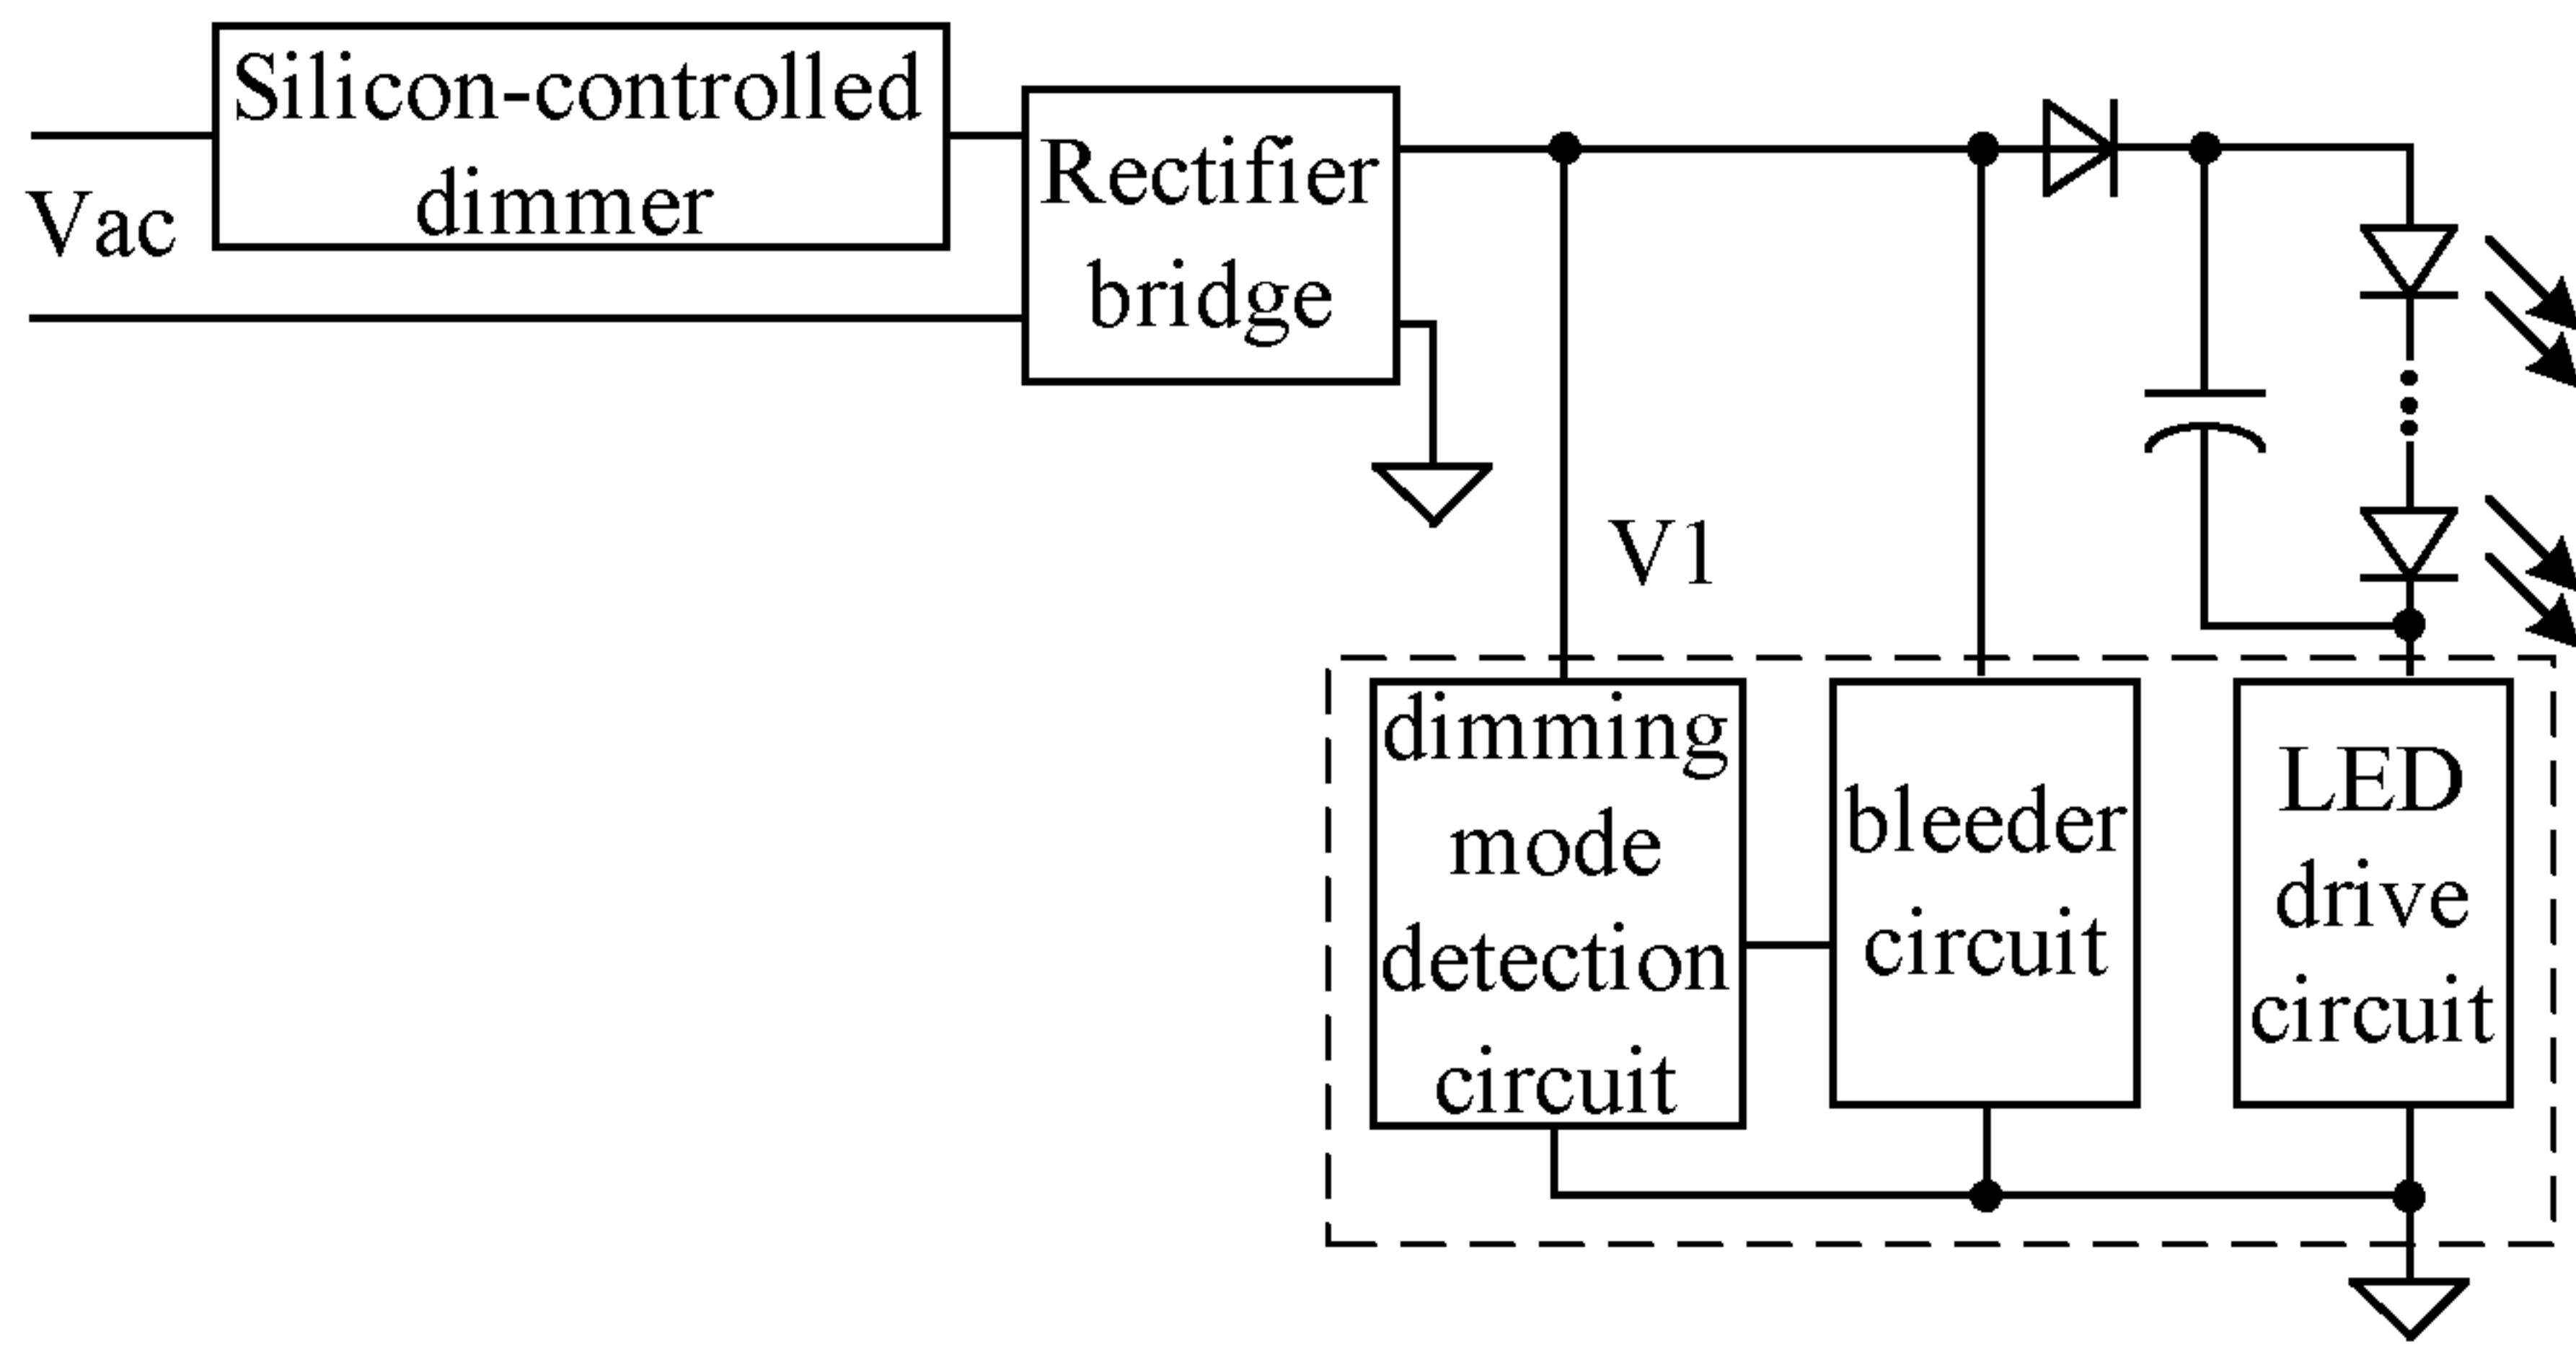 Silicon-controlled
dimmer
Vac
Rectifier
bridge
V1
dimming
mode
detection
circuit
bleeder
circuit
LED
drive
circuit